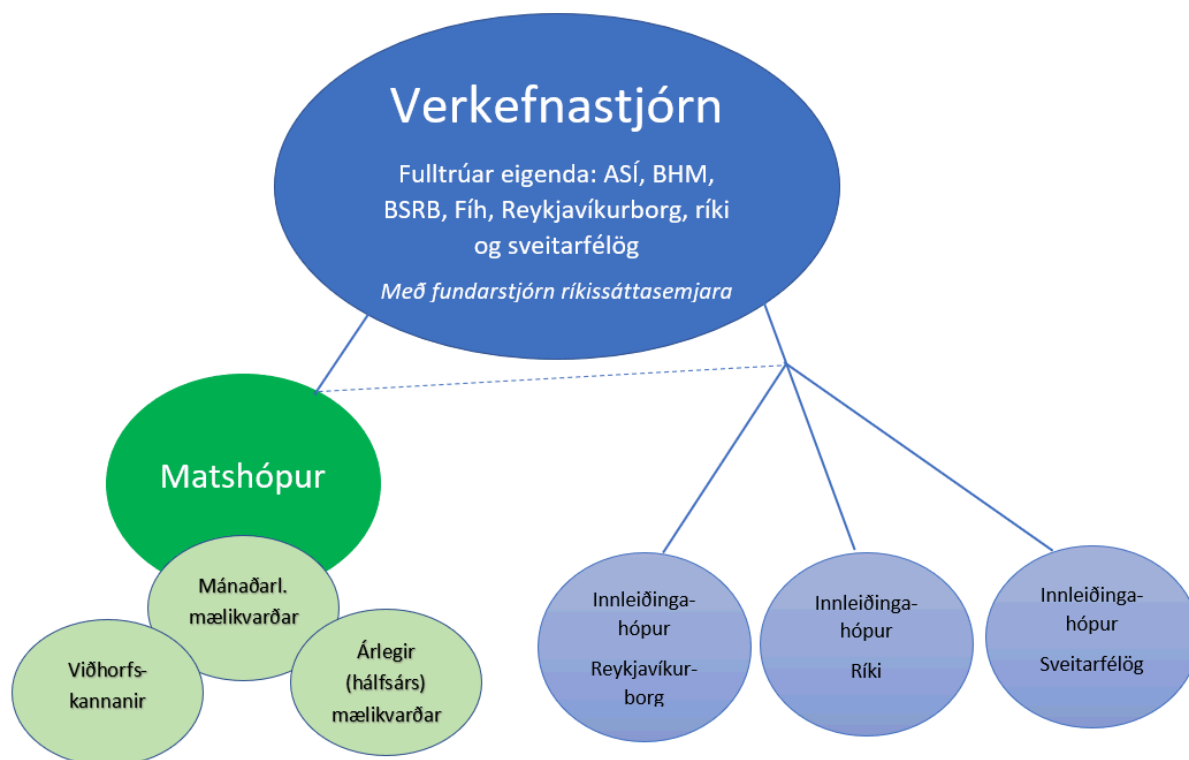 Verkefnastjórn
Fulltrúar eigenda: ASÍ, BHM,
BSRB, Fíh, Reykjavíkurborg, ríki
og sveitarfélög
Með fundarstjórn ríkissáttasemjara
Matshópur
Mánaðarl.
mælikvarðar
Viðhorfs-
kannanir
Árlegir
(hálfsárs)
mælikvarðar
Innleiðinga-
hópur
Reykjavíkur-
borg
Innleiðinga-
hópur
Ríki
Innleiðinga-
hópur
Sveitarfélög